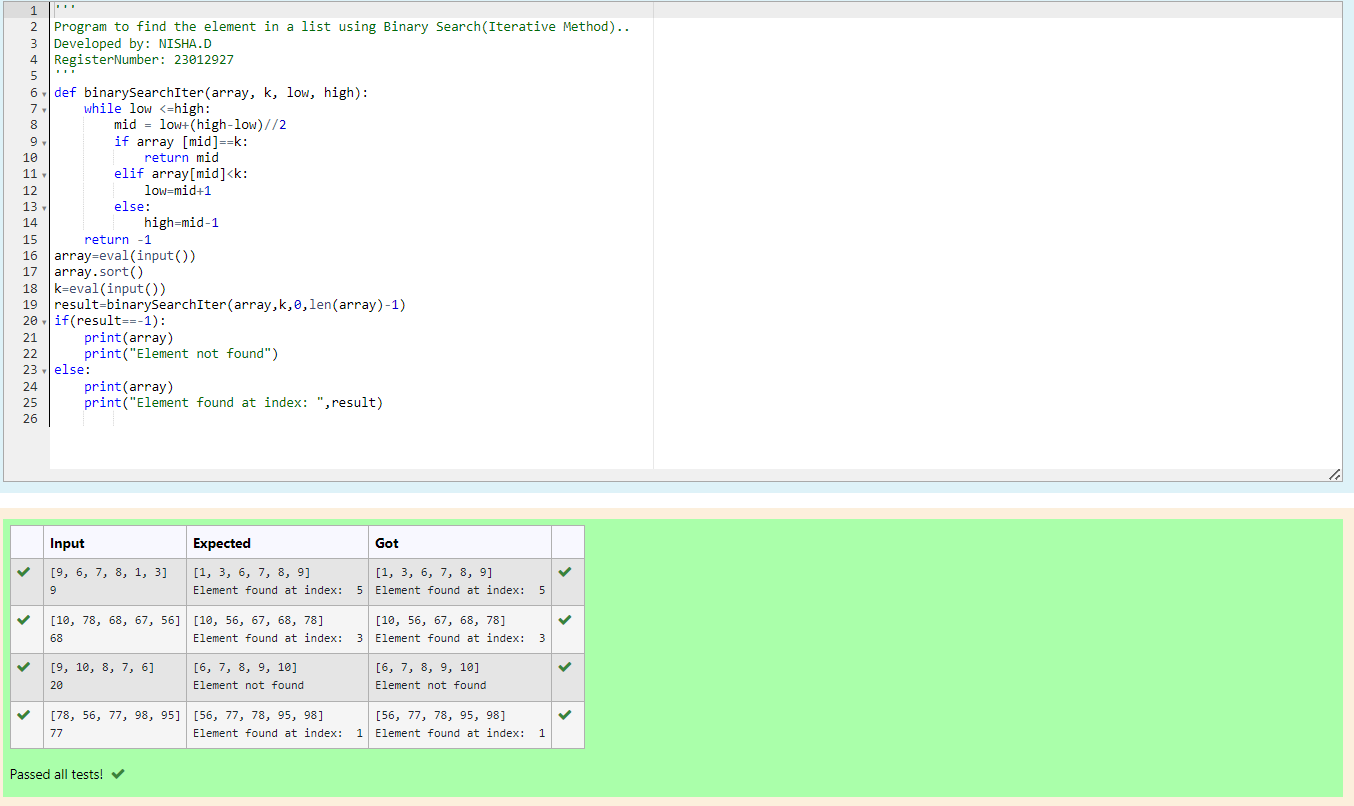 1 '''
2 Program to find the element in a list using Binary Search(Iterative Method)..
3 Developed by: NISHA.D
4 RegisterNumber: 23012927
5 '''
6 def binarySearchIter(array, k, low, high):
7     while low <=high:
8         mid = low+(high-low)//2
9         if array [mid]==k:
10             return mid
11         elif array[mid]<k:
12             low=mid+1
13         else:
14             high=mid-1
15     return -1
16 array=eval(input())
17 array.sort()
18 k=eval(input())
19 result=binarySearchIter(array,k,0,len(array)-1)
20 if(result==-1):
21     print(array)
22     print("Element not found")
23 else:
24     print(array)
25     print("Element found at index: ",result)
26
Input Expected Got
[9, 6, 7, 8, 1, 3] [1, 3, 6, 7, 8, 9] [1, 3, 6, 7, 8, 9]
9 Element found at index:  5 Element found at index:  5
[10, 78, 68, 67, 56] [10, 56, 67, 68, 78] [10, 56, 67, 68, 78]
68 Element found at index:  3 Element found at index:  3
[9, 10, 8, 7, 6] [6, 7, 8, 9, 10] [6, 7, 8, 9, 10]
20 Element not found Element not found
[78, 56, 77, 98, 95] [56, 77, 78, 95, 98] [56, 77, 78, 95, 98]
77 Element found at index:  1 Element found at index:  1
Passed all tests!